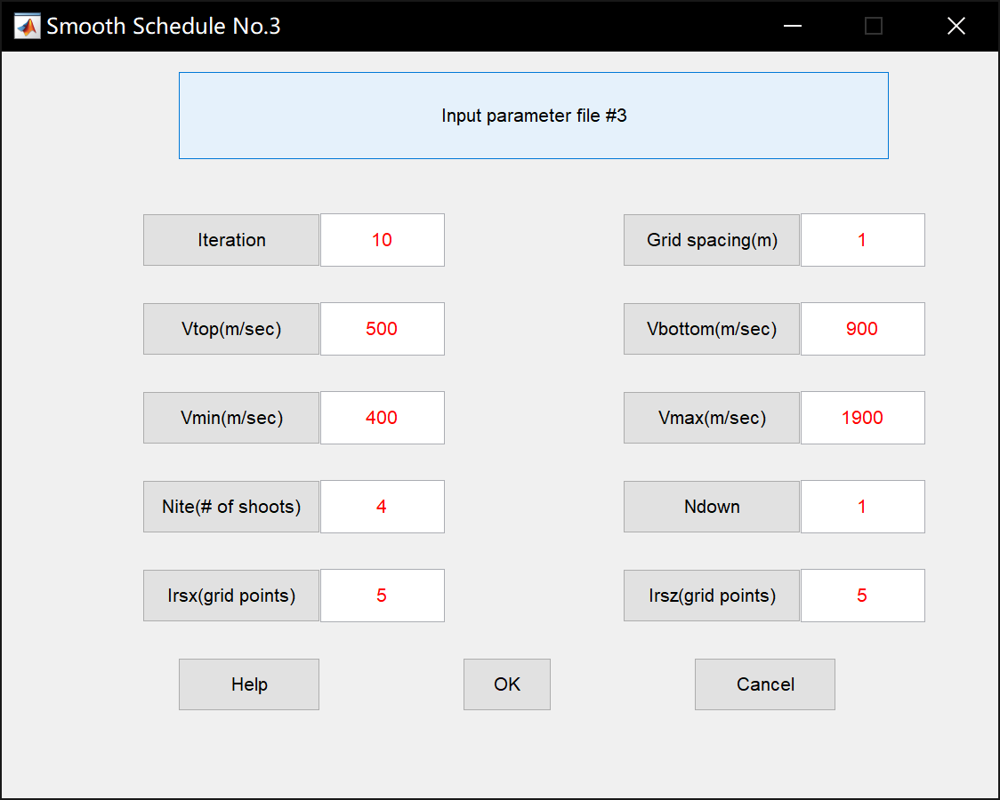 Smooth Schedule No.3
Input parameter file #3
Iteration 10 Grid spacing(m) 1
Vtop(m/sec) 500 Vbottom(m/sec) 900
Vmin(m/sec) 400 Vmax(m/sec) 1900
Nite(# of shoots) 4 Ndown 1
Irsx(grid points) 5 Irsz(grid points) 5
Help OK Cancel